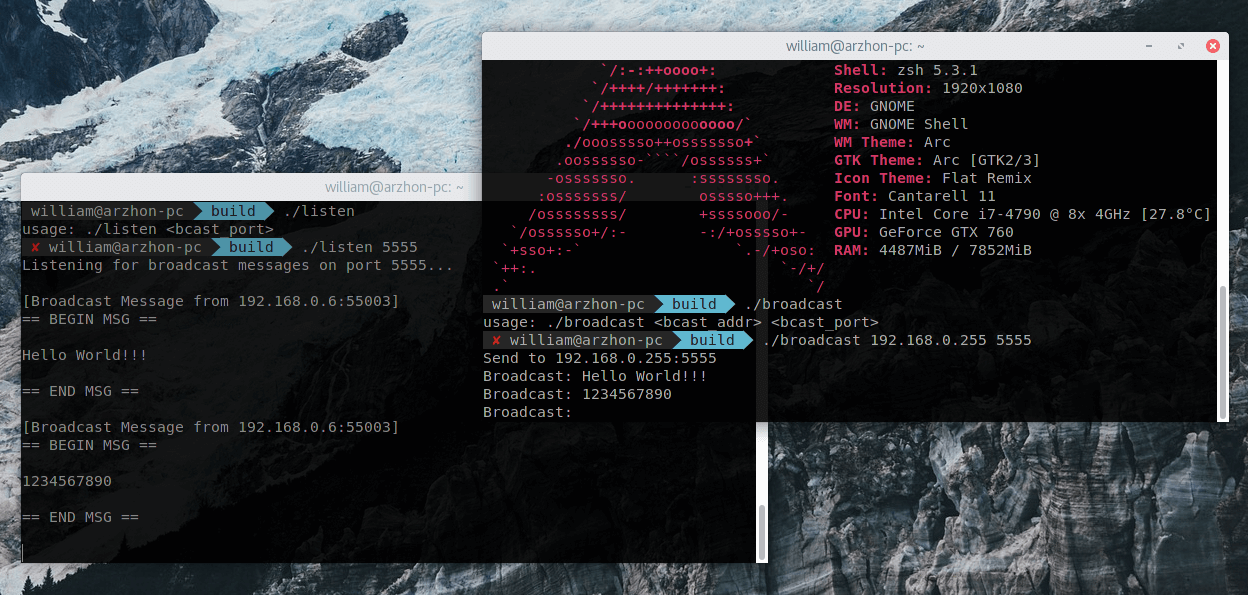 william@arzhon-pc: ~
`/:-:++oooo+:                Shell: zsh 5.3.1
`/++++/+++++++:              Resolution: 1920x1080
`/++++++++++++++:            DE: GNOME
`/+++ooooooooooooo/`         WM: GNOME Shell
./ooosssso++osssssso+`       WM Theme: Arc
.oossssso-````/ossssss+`     GTK Theme: Arc [GTK2/3]
-osssssso.      :ssssssso.   Icon Theme: Flat Remix
:osssssss/        osssso+++. Font: Cantarell 11
/ossssssss/        +ssssooo/- CPU: Intel Core i7-4790 @ 8x 4GHz [27.8°C]
`/ossssso+/:-        -:/+osssso+- GPU: GeForce GTX 760
`+sso+:-`                 `.-/+oso: RAM: 4487MiB / 7852MiB
`++:.                           `-/+/
.`                                 `/
william@arzhon-pc build ./broadcast
usage: ./broadcast <bcast_addr> <bcast_port>
✘ william@arzhon-pc build ./broadcast 192.168.0.255 5555
Send to 192.168.0.255:5555
Broadcast: Hello World!!!
Broadcast: 1234567890
Broadcast:
william@arzhon-pc: ~
william@arzhon-pc build ./listen
usage: ./listen <bcast_port>
✘ william@arzhon-pc build ./listen 5555
Listening for broadcast messages on port 5555...
[Broadcast Message from 192.168.0.6:55003]
== BEGIN MSG ==
Hello World!!!
== END MSG ==
[Broadcast Message from 192.168.0.6:55003]
== BEGIN MSG ==
1234567890
== END MSG ==